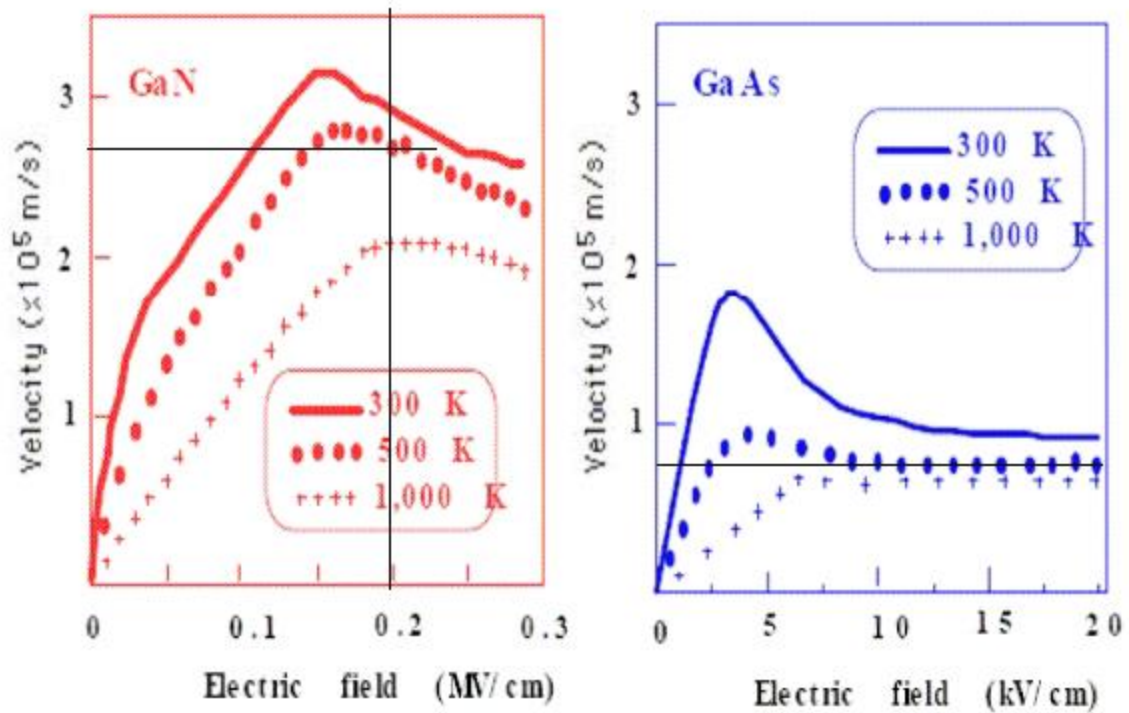 GaN
3
2
1
Velocity (x10⁵ m/s)
300 K
500 K
1,000 K
0 0.1 0.2 0.3
Electric field (MV/cm)
GaAs
3
2
1
Velocity (x10⁵ m/s)
300 K
500 K
1,000 K
0 5 10 15 20
Electric field (kV/cm)